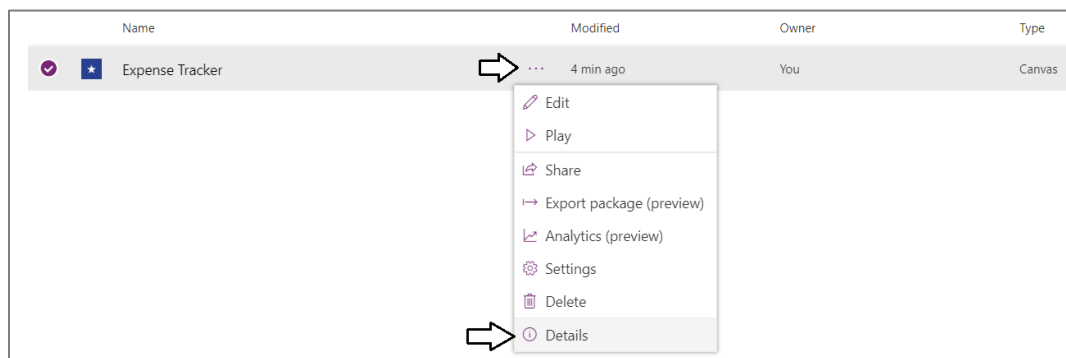 Name Modified Owner Type
Expense Tracker ... 4 min ago You Canvas
Edit
Play
Share
Export package (preview)
Analytics (preview)
Settings
Delete
Details